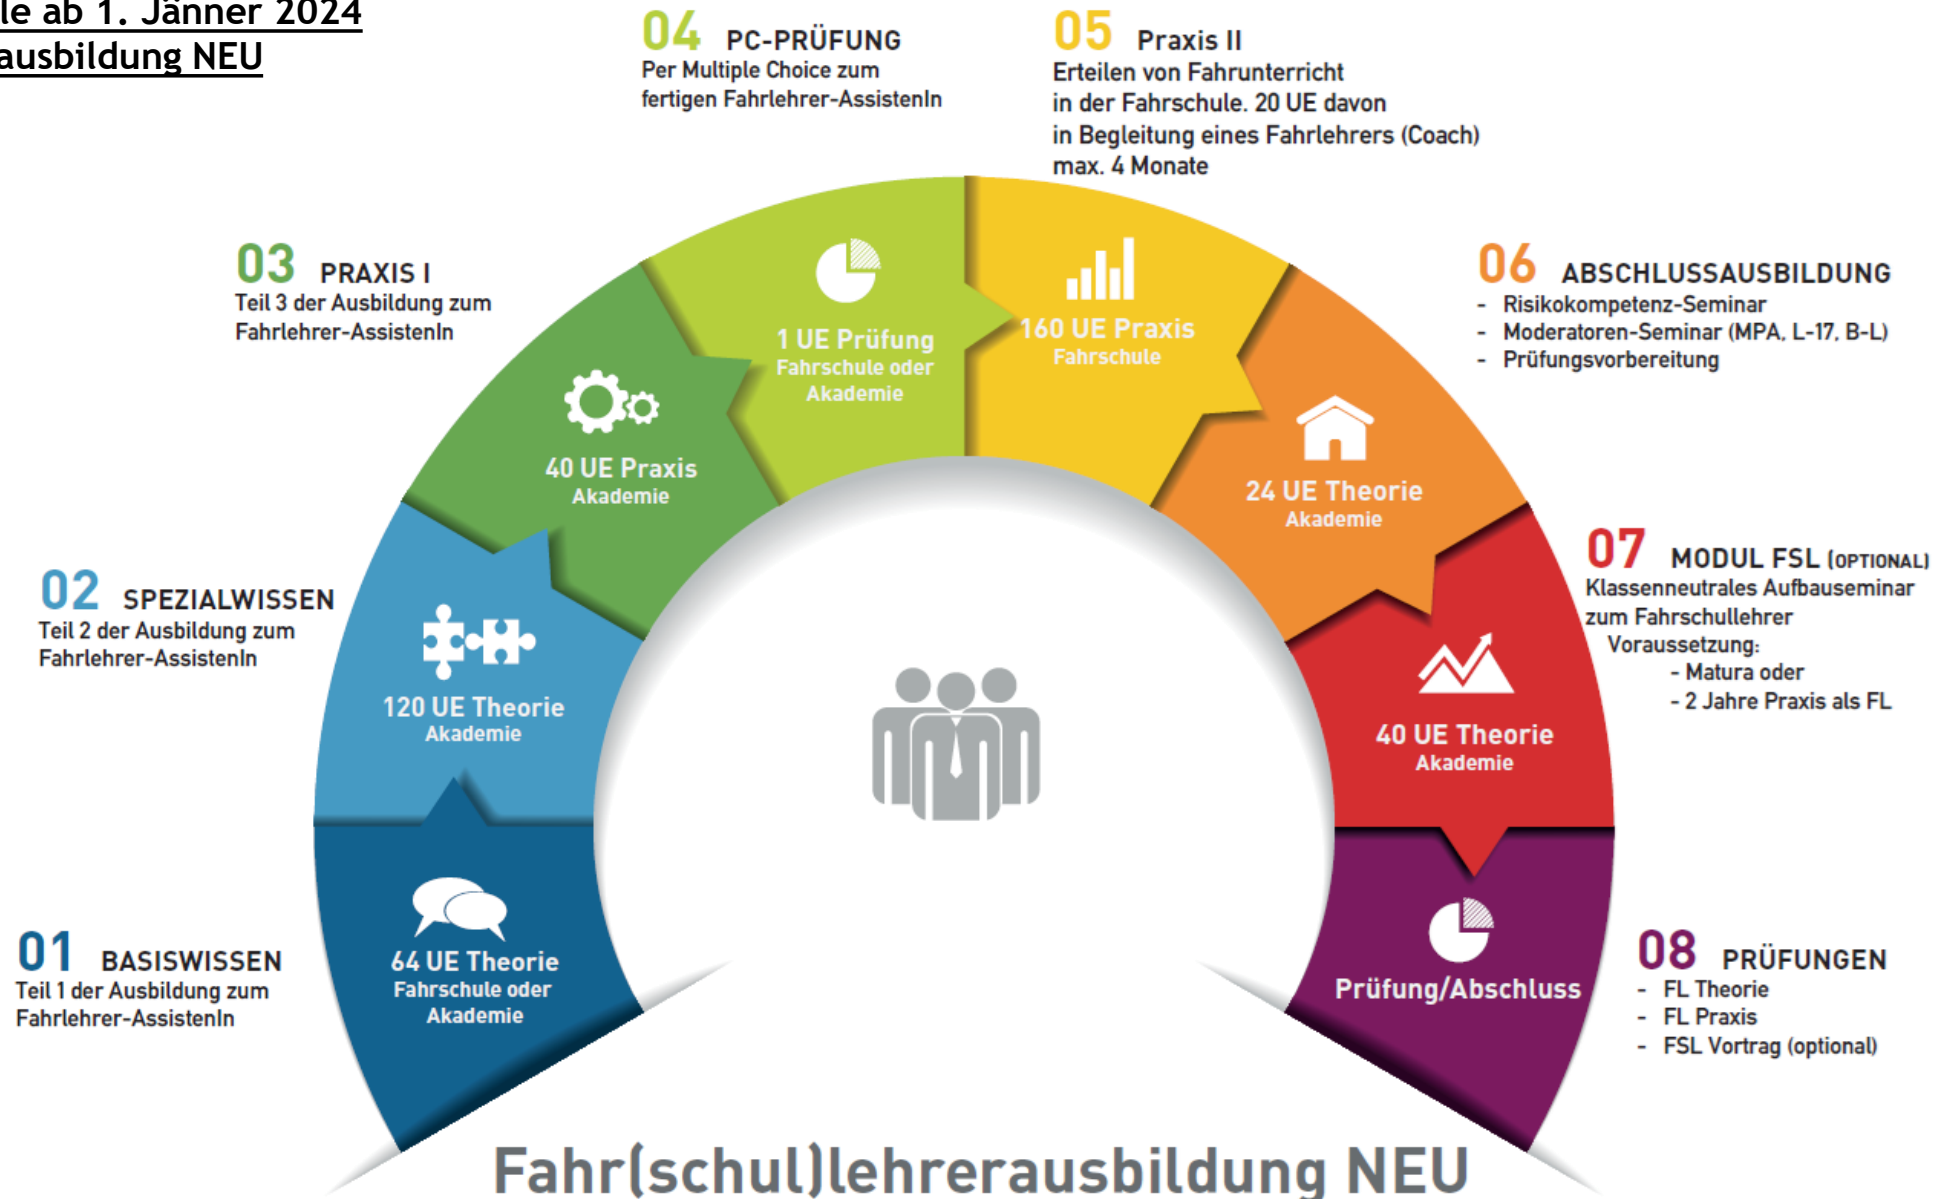 le ab 1. Jänner 2024
ausbildung NEU
04 PC-PRÜFUNG
Per Multiple Choice zum
fertigen Fahrlehrer-AssistenIn
05 Praxis II
Erteilen von Fahrunterricht
in der Fahrschule. 20 UE davon
in Begleitung eines Fahrlehrers (Coach)
max. 4 Monate
03 PRAXIS I
Teil 3 der Ausbildung zum
Fahrlehrer-AssistenIn
06 ABSCHLUSSAUSBILDUNG
- Risikokompetenz-Seminar
- Moderatoren-Seminar (MPA, L-17, B-L)
- Prüfungsvorbereitung
1 UE Prüfung
Fahrschule oder
Akademie
160 UE Praxis
Fahrschule
40 UE Praxis
Akademie
24 UE Theorie
Akademie
02 SPEZIALWISSEN
Teil 2 der Ausbildung zum
Fahrlehrer-AssistenIn
07 MODUL FSL (OPTIONAL)
Klassenneutrales Aufbauseminar
zum Fahrschullehrer
Voraussetzung:
- Matura oder
- 2 Jahre Praxis als FL
120 UE Theorie
Akademie
40 UE Theorie
Akademie
01 BASISWISSEN
Teil 1 der Ausbildung zum
Fahrlehrer-AssistenIn
64 UE Theorie
Fahrschule oder
Akademie
Prüfung/Abschluss
08 PRÜFUNGEN
- FL Theorie
- FL Praxis
- FSL Vortrag (optional)
Fahr(schul)lehrerausbildung NEU